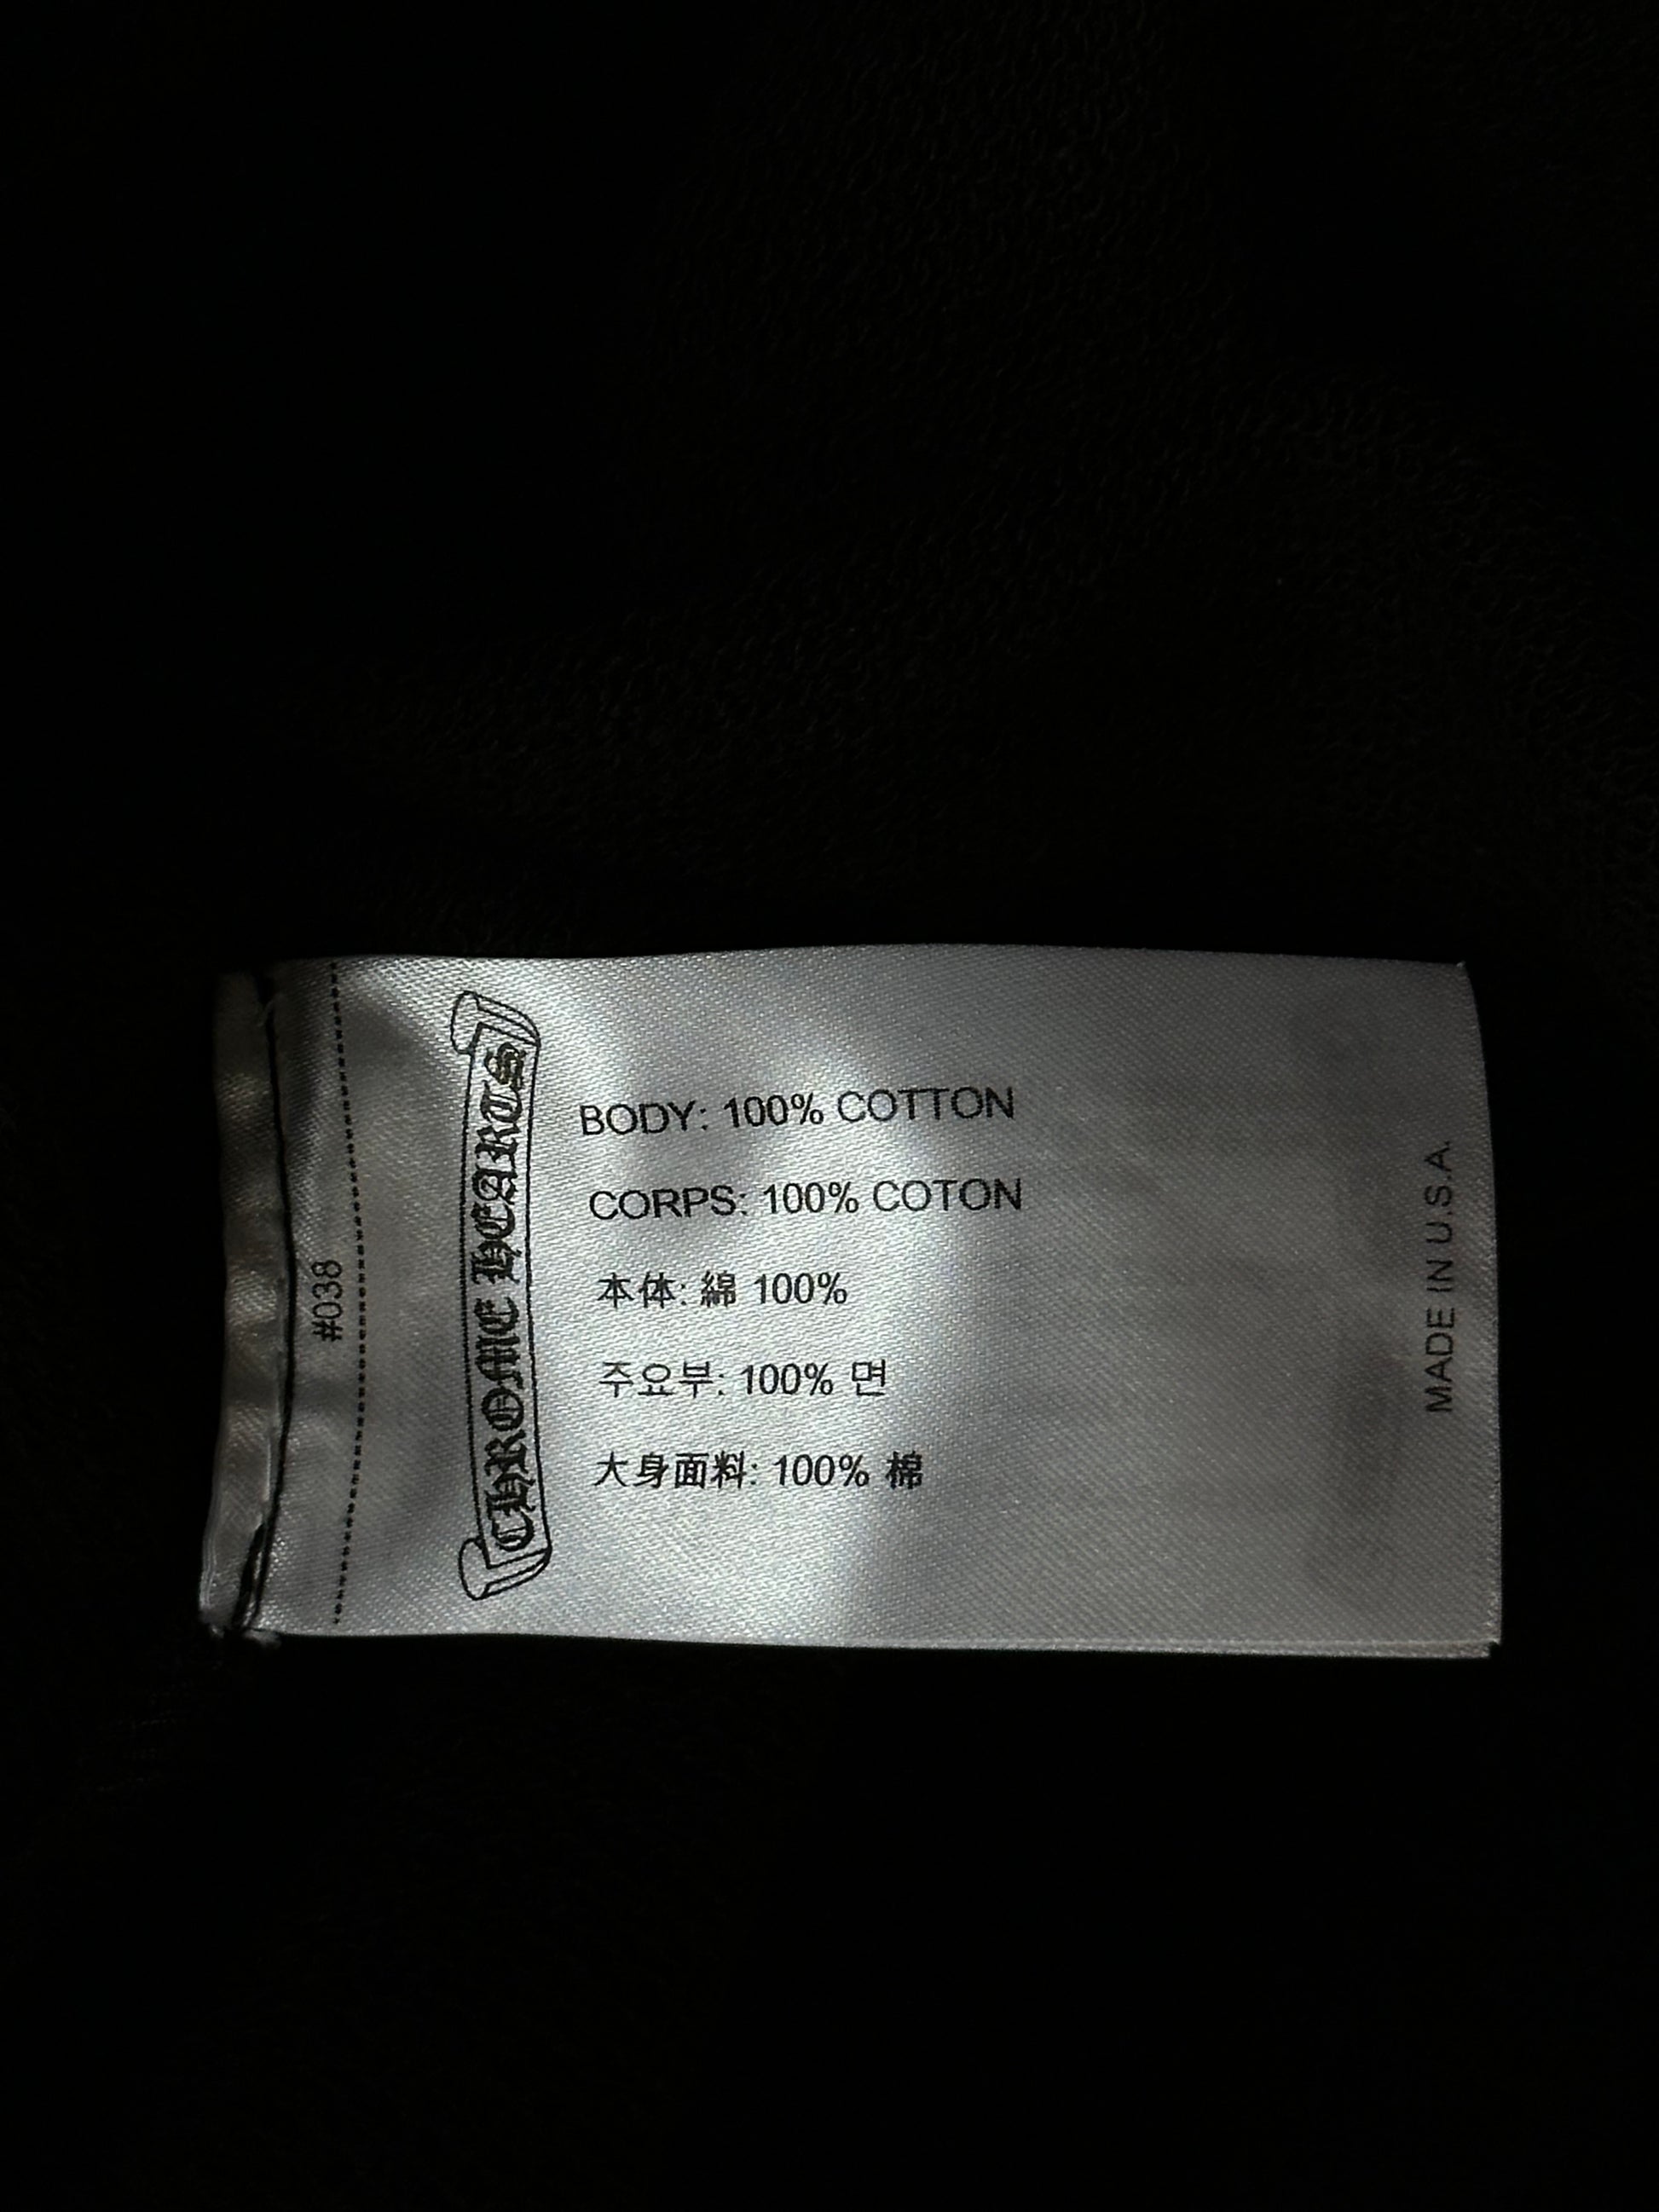 #038
CHROME HEARTS
BODY: 100% COTTON
CORPS: 100% COTON
本体: 綿 100%
주요부: 100% 면
大身面料: 100% 棉
MADE IN U.S.A.